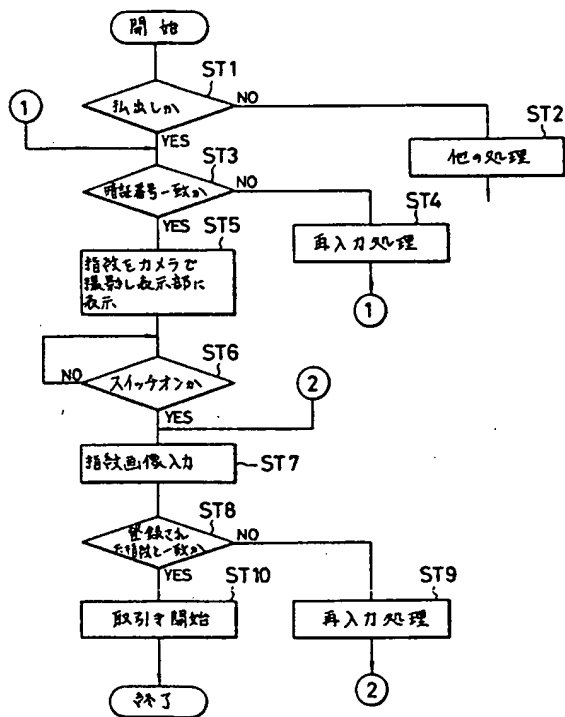 開始
ST1
払出しか
NO
1
YES
ST2
他の処理
ST3
暗証番号一致か
NO
YES
ST4
再入力処理
1
ST5
指紋をカメラで
撮影し表示部に
表示
ST6
スイッチオンか
NO
YES
2
指紋画像入力
ST7
ST8
登録され
た指紋と一致か
NO
YES
ST10
取引き開始
ST9
再入力処理
2
終了